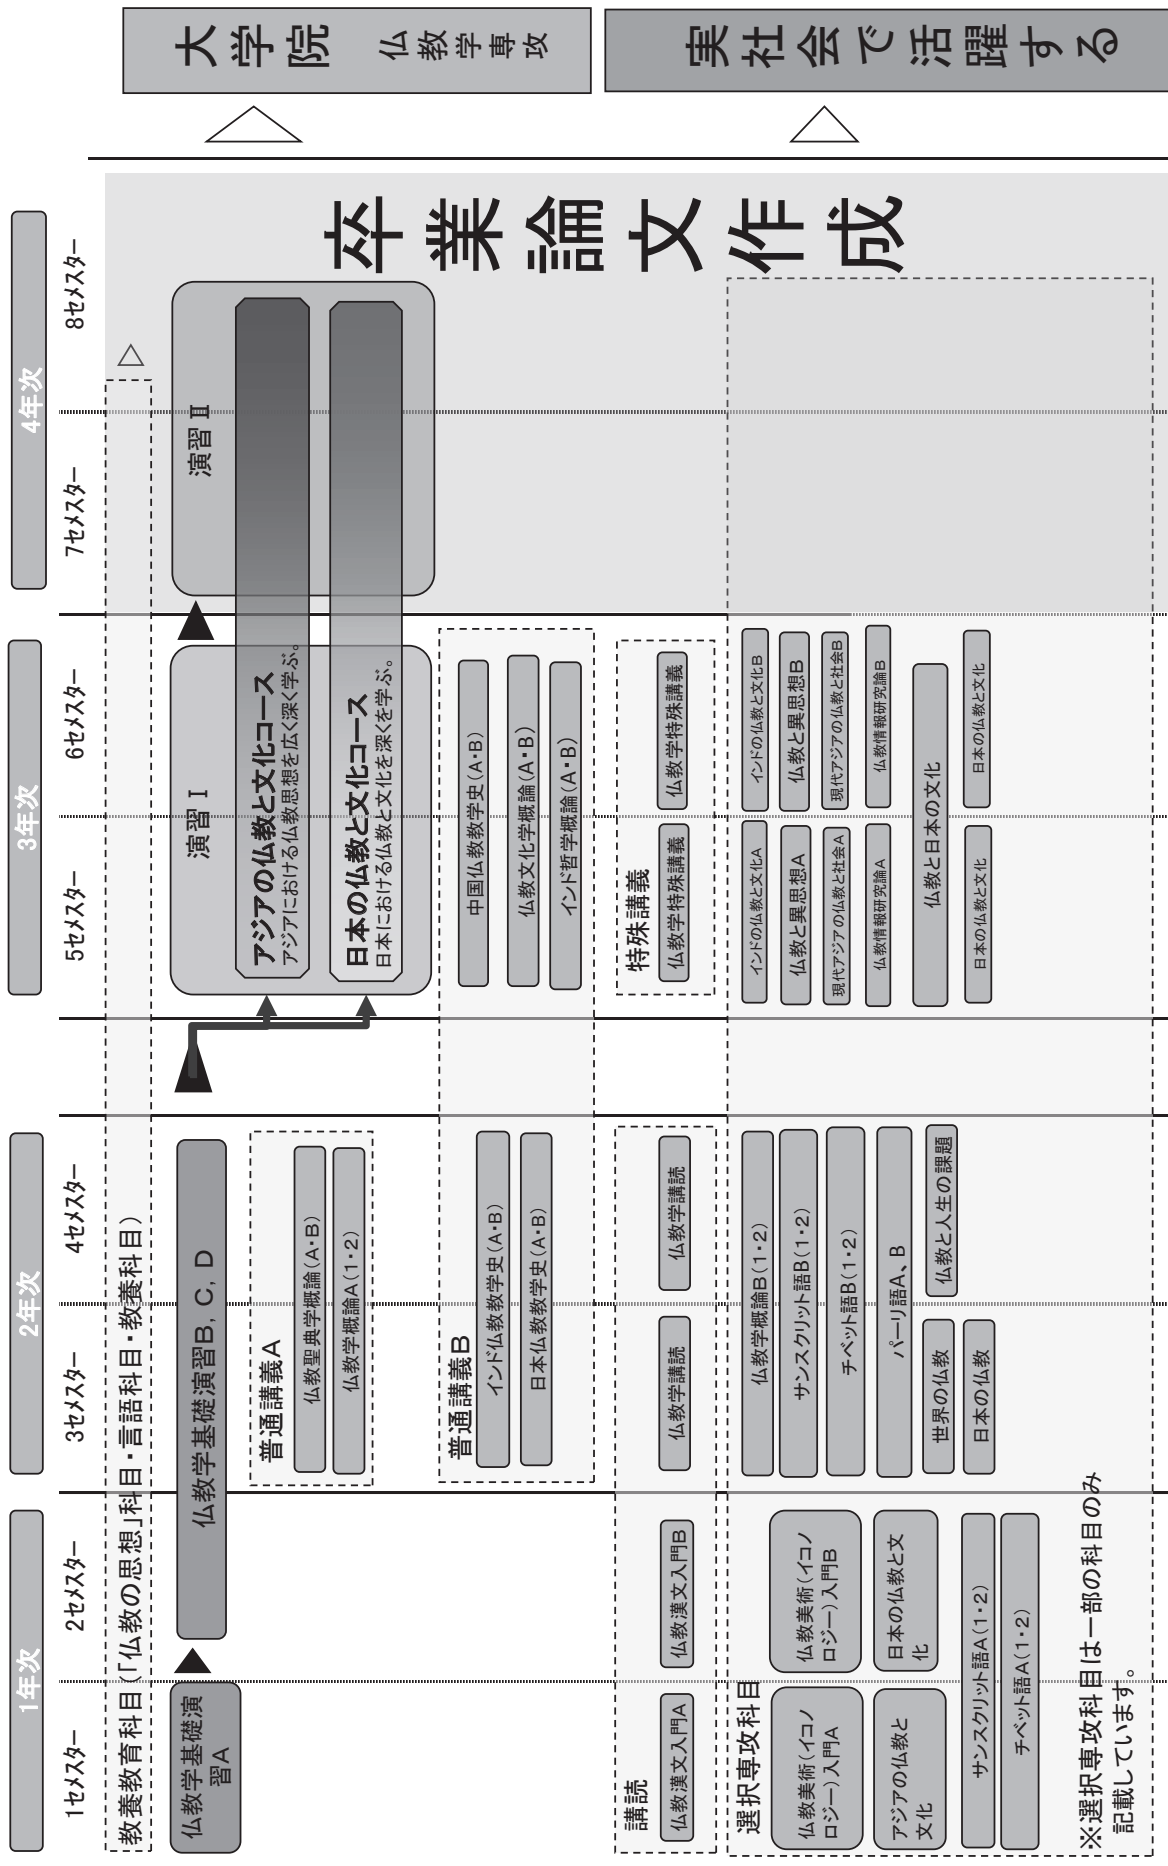 1年次
2年次
3年次
4年次
1セメスター
2セメスター
3セメスター
4セメスター
5セメスター
6セメスター
7セメスター
8セメスター
教養教育科目(「仏教の思想」科目・言語科目・教養科目)
仏教学基礎演
習A
仏教学基礎演習B, C, D
演習 I
演習 II
アジアの仏教と文化コース
アジアにおける仏教思想を広く深く学ぶ。
日本の仏教と文化コース
日本における仏教と文化を深くを学ぶ。
普通講義A
仏教聖典学概論(A・B)
仏教学概論A(1・2)
普通講義B
インド仏教教学史(A・B)
日本仏教教学史(A・B)
中国仏教教学史(A・B)
仏教文化学概論(A・B)
インド哲学概論(A・B)
講読
仏教漢文入門A
仏教漢文入門B
仏教学講読
仏教学講読
特殊講義
仏教学特殊講義
仏教学特殊講義
選択専攻科目
仏教美術(イコノ
ロジー)入門A
仏教美術(イコノ
ロジー)入門B
アジアの仏教と
文化
日本の仏教と文
化
サンスクリット語A(1・2)
チベット語A(1・2)
仏教学概論B(1・2)
サンスクリット語B(1・2)
チベット語B(1・2)
パーリ語A、B
世界の仏教
仏教と人生の課題
日本の仏教
インドの仏教と文化A
インドの仏教と文化B
仏教と異思想A
仏教と異思想B
現代アジアの仏教と社会A
現代アジアの仏教と社会B
仏教情報研究論A
仏教情報研究論B
仏教と日本の文化
日本の仏教と文化
日本の仏教と文化
※選択専攻科目は一部の科目のみ
記載しています。
卒業論文作成
大学院 仏教学専攻
実社会で活躍する